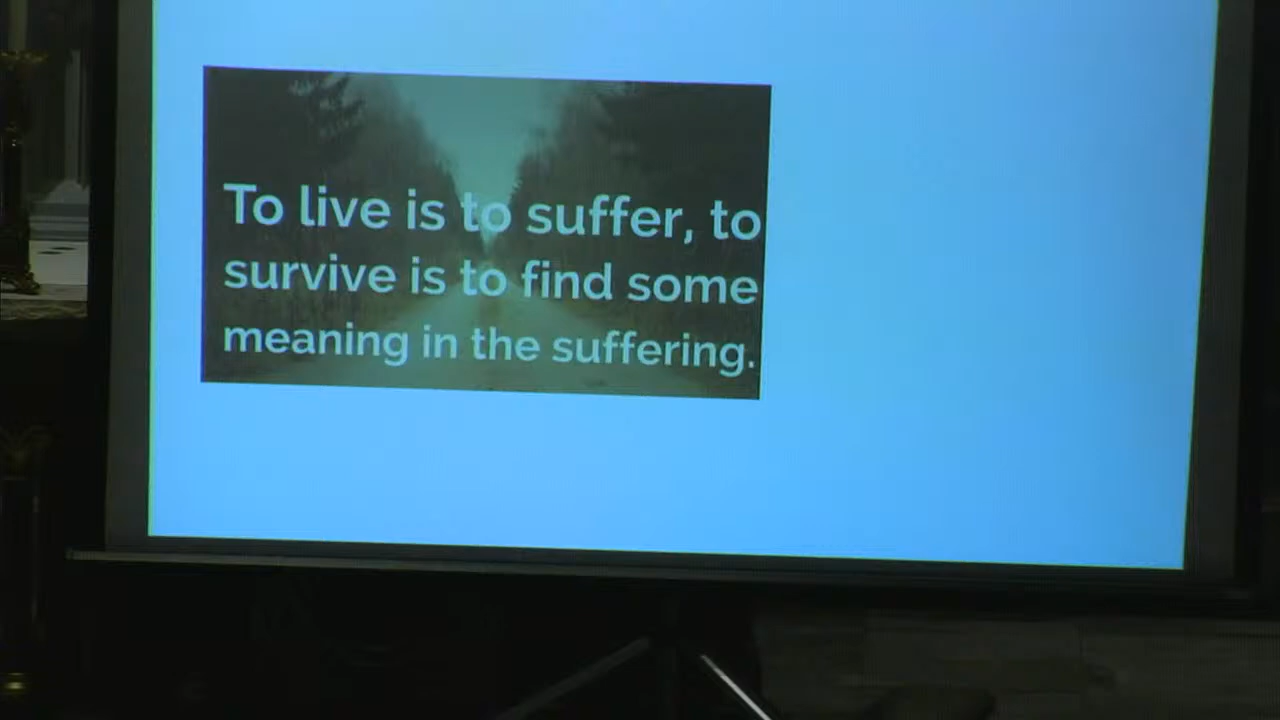 To live is to suffer, to
survive is to find some
meaning in the suffering.